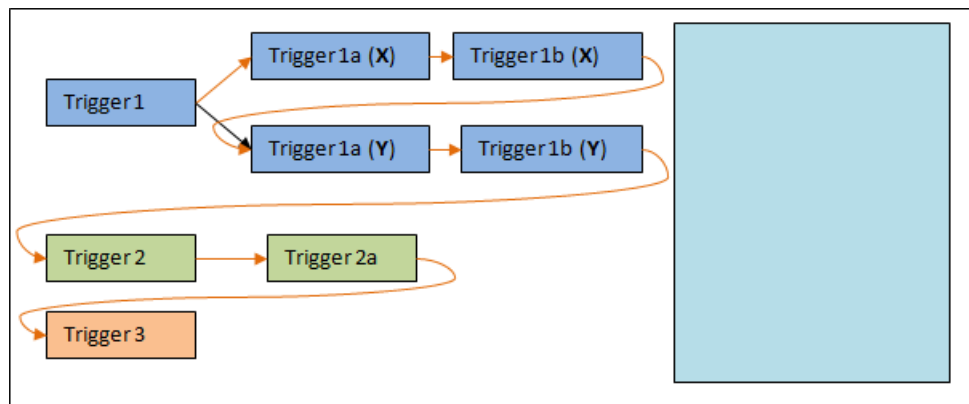 Trigger1a (X)
Trigger1b (X)
Trigger1
Trigger1a (Y)
Trigger1b (Y)
Trigger 2
Trigger 2a
Trigger 3